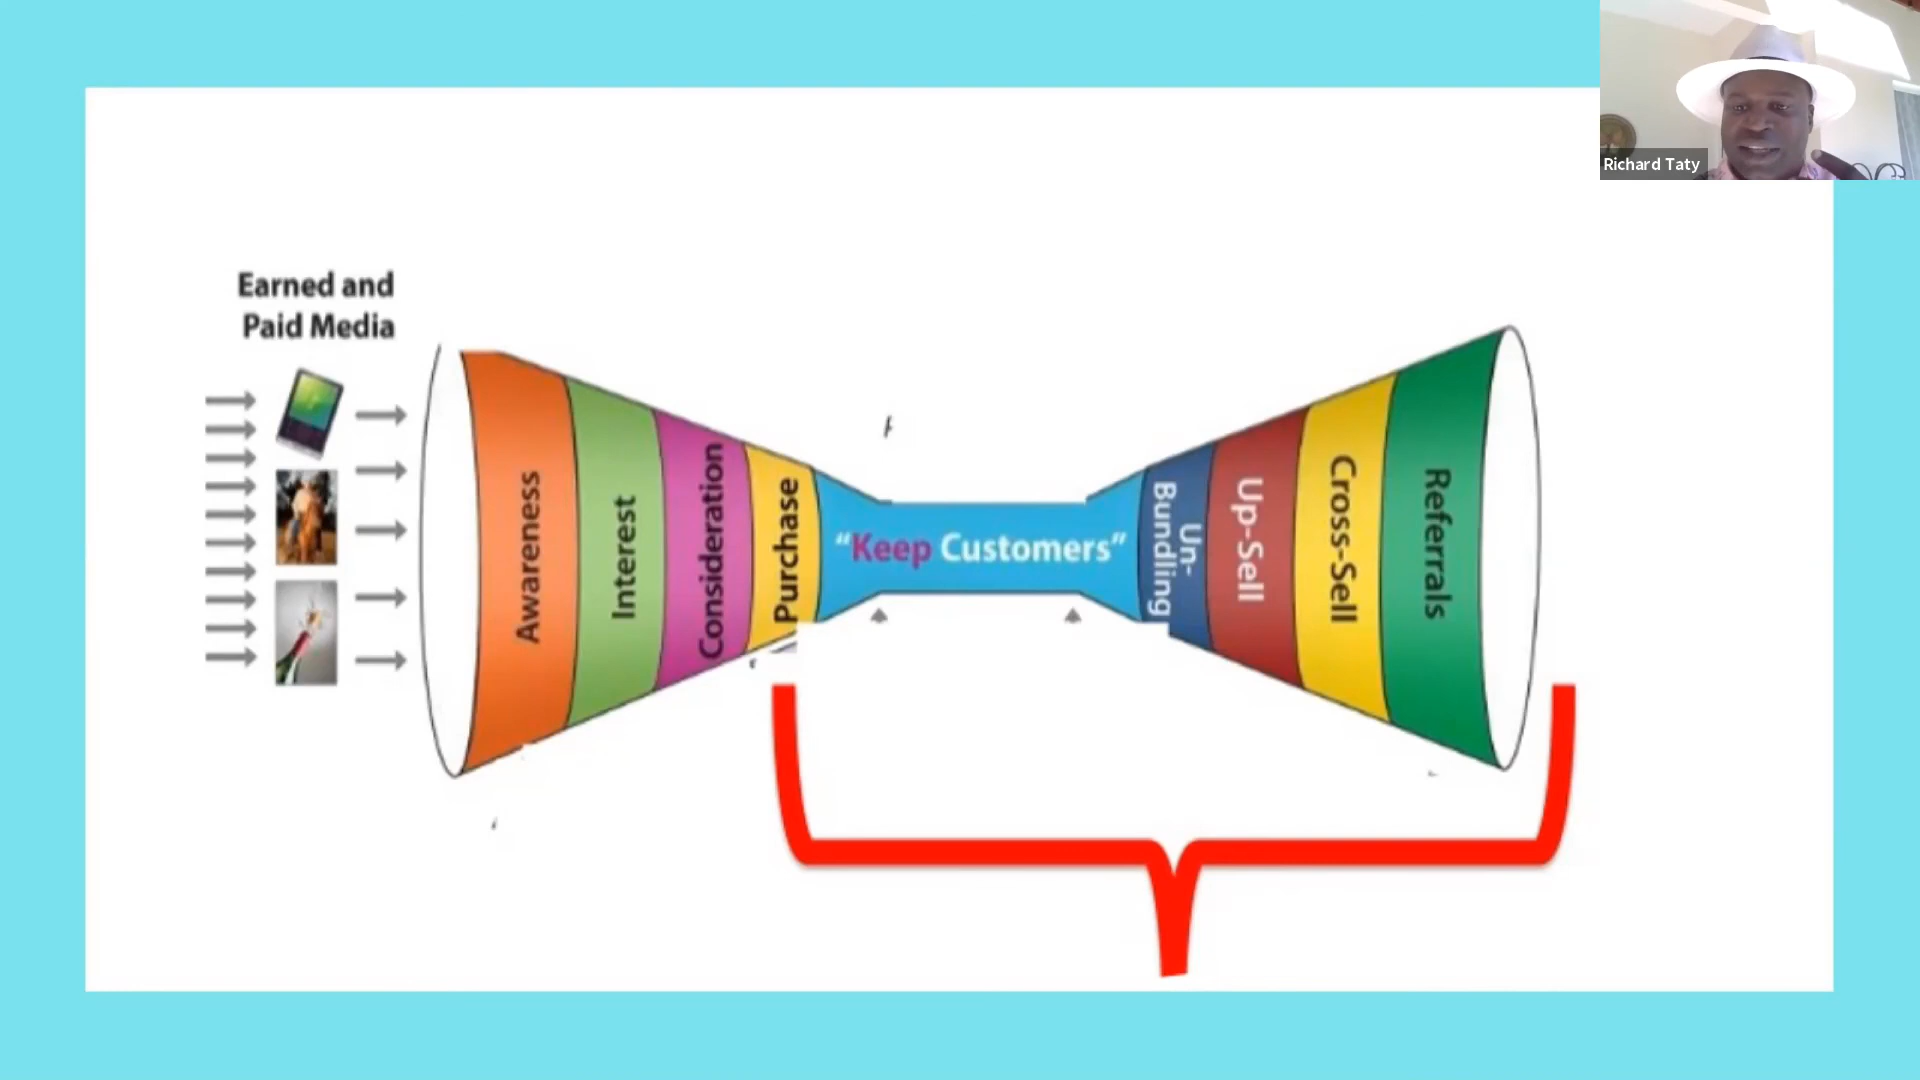 Richard Taty
Earned and
Paid Media
Awareness
Interest
Consideration
Purchase
“Keep Customers”
Un-
Bundling
Up-Sell
Cross-Sell
Referrals